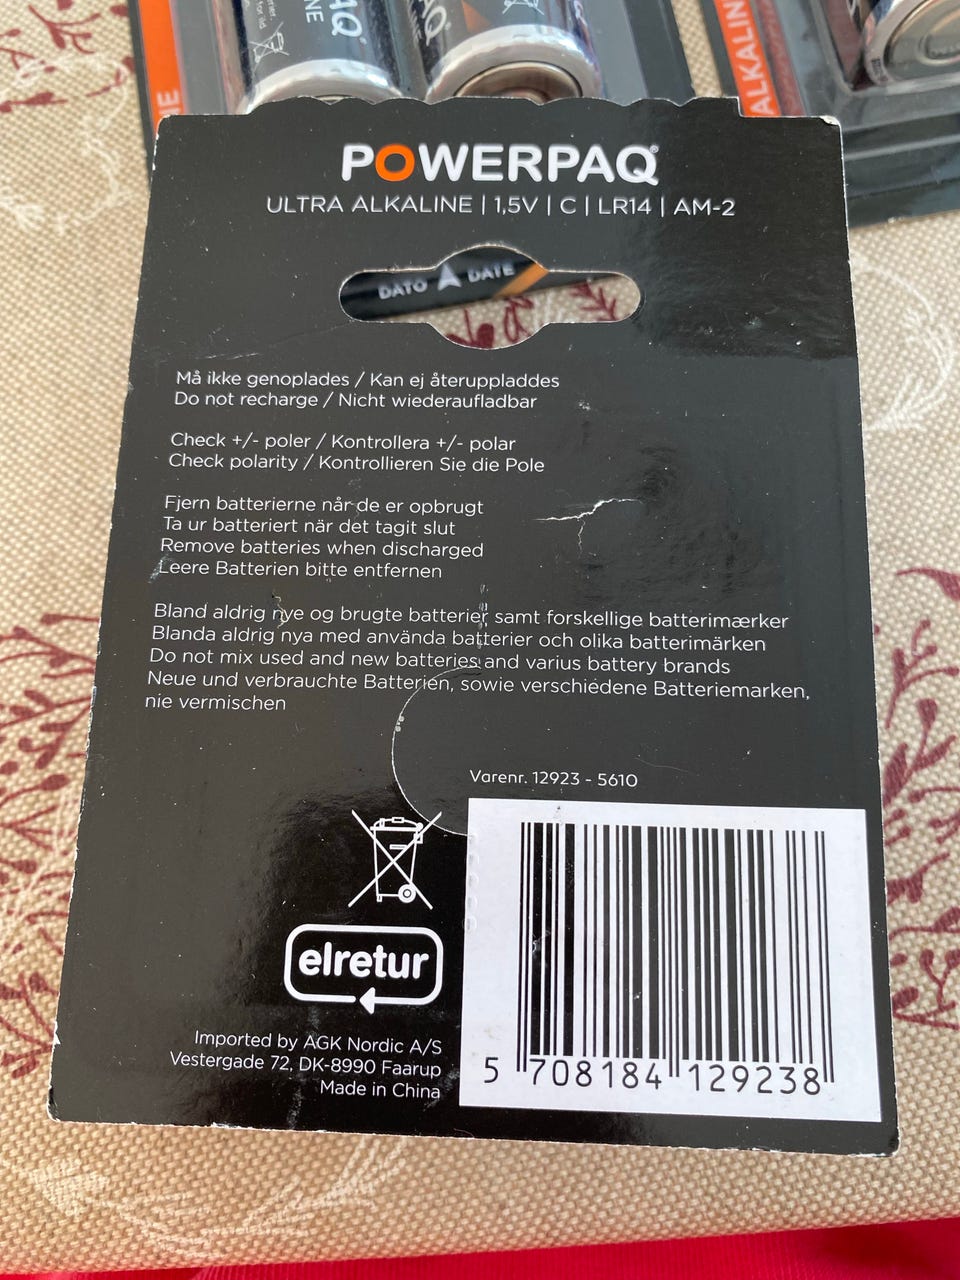 NE
AQ
AQ
NE
ALKALIN
POWERPAQ
ULTRA ALKALINE | 1,5V | C | LR14 | AM-2
DATO DATE
Må ikke genoplades / Kan ej återuppladdes
Do not recharge / Nicht wiederaufladbar
Check +/- poler / Kontrollera +/- polar
Check polarity / Kontrollieren Sie die Pole
Fjern batterierne når de er opbrugt
Ta ur batteriert när det tagit slut
Remove batteries when discharged
Leere Batterien bitte entfernen
Bland aldrig nye og brugte batterier, samt forskellige batterimærker
Blanda aldrig nya med använda batterier och olika batterimärken
Do not mix used and new batteries and varius battery brands
Neue und verbrauchte Batterien, sowie verschiedene Batteriemarken,
nie vermischen
Varenr. 12923 - 5610
elretur
Imported by AGK Nordic A/S
Vestergade 72, DK-8990 Faarup
Made in China
5 708184 129238